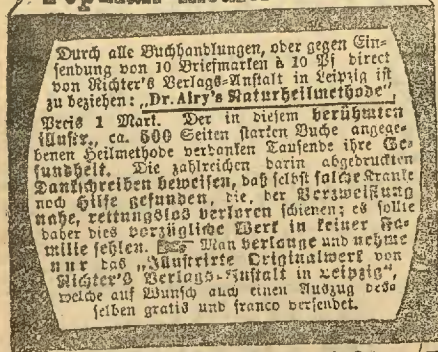 Durch alle Buchhandlungen, oder gegen Ein-
sendung von 10 Briefmarken à 10 Pf direct
von Richter's Verlags-Anstalt in Leipzig ist
zu beziehen: „Dr. Airy's Naturheilmethode“,
Preis 1 Mark. Der in diesem berühmten
illustr., ca. 500 Seiten starken Buche angege-
benen Heilmethode verdanken Tausende ihre Ge-
sundheit. Die zahlreichen darin abgedruckten
Dankschreiben beweisen, daß selbst solche Kranke
noch Hilfe gefunden, die, der Verzweiflung
nahe, rettungslos verloren schienen; es sollte
daher dies vorzügliche Werk in keiner Fa-
milie fehlen. Man verlange und nehme
nur das „Illustrirte Originalwerk von
Richter's Verlags-Anstalt in Leipzig“,
welche auf Wunsch auch einen Auszug des-
selben gratis und franco versendet.